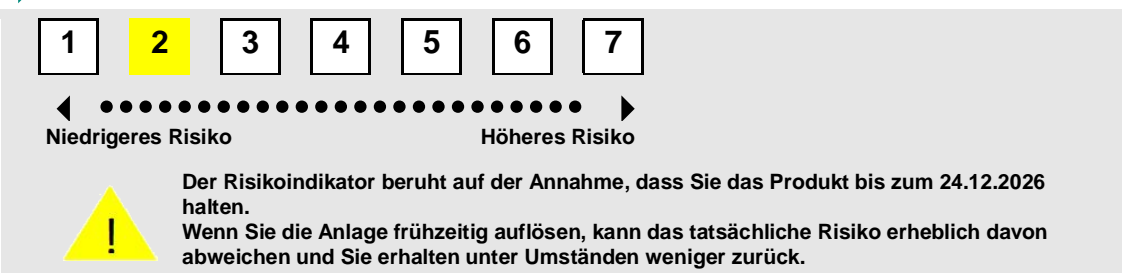 1 2 3 4 5 6 7
Niedrigeres Risiko Höheres Risiko
Der Risikoindikator beruht auf der Annahme, dass Sie das Produkt bis zum 24.12.2026
halten.
Wenn Sie die Anlage frühzeitig auflösen, kann das tatsächliche Risiko erheblich davon
abweichen und Sie erhalten unter Umständen weniger zurück.
!